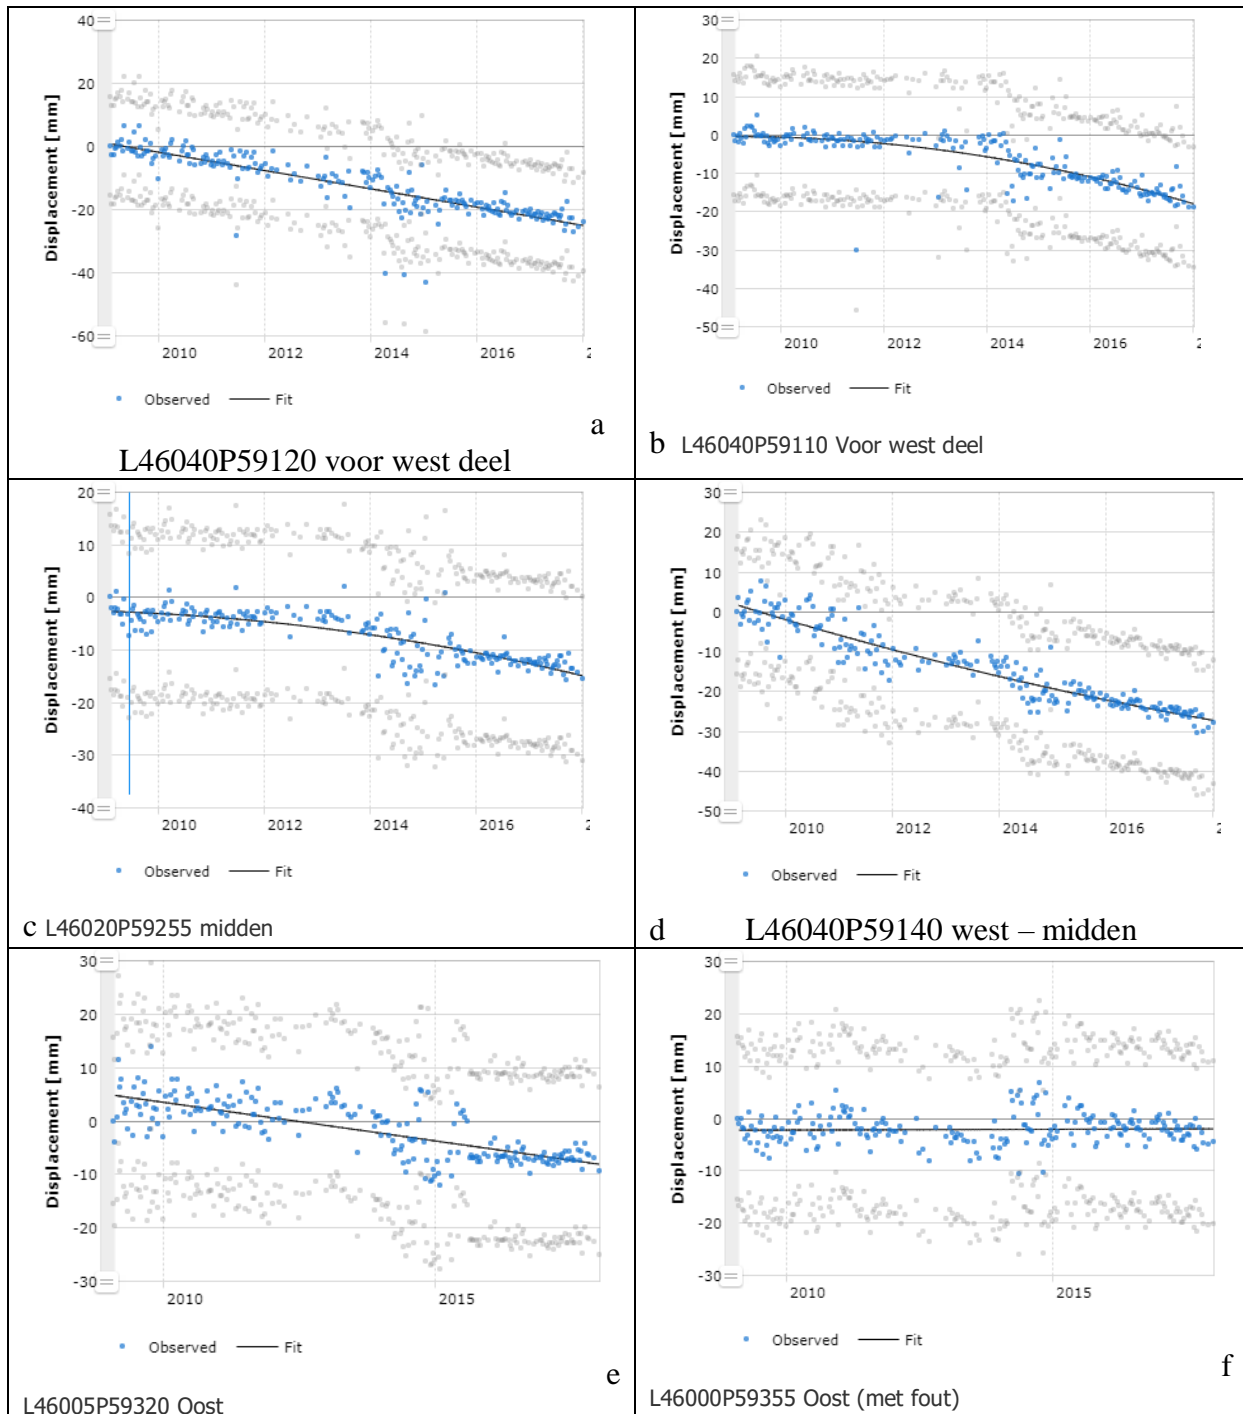 40
20
0
-20
-40
-60
Displacement [mm]
2010 2012 2014 2016 2
Observed Fit
a
L46040P59120 voor west deel
30
20
10
0
-10
-20
-30
-40
-50
Displacement [mm]
2010 2012 2014 2016 2
Observed Fit
b L46040P59110 Voor west deel
20
10
0
-10
-20
-30
-40
Displacement [mm]
2010 2012 2014 2016 2
Observed Fit
c L46020P59255 midden
30
20
10
0
-10
-20
-30
-40
-50
Displacement [mm]
2010 2012 2014 2016 2
Observed Fit
d L46040P59140 west – midden
30
20
10
0
-10
-20
-30
Displacement [mm]
2010 2015
Observed Fit
e
L46005P59320 Oost
30
20
10
0
-10
-20
-30
Displacement [mm]
2010 2015
Observed Fit
f
L46000P59355 Oost (met fout)